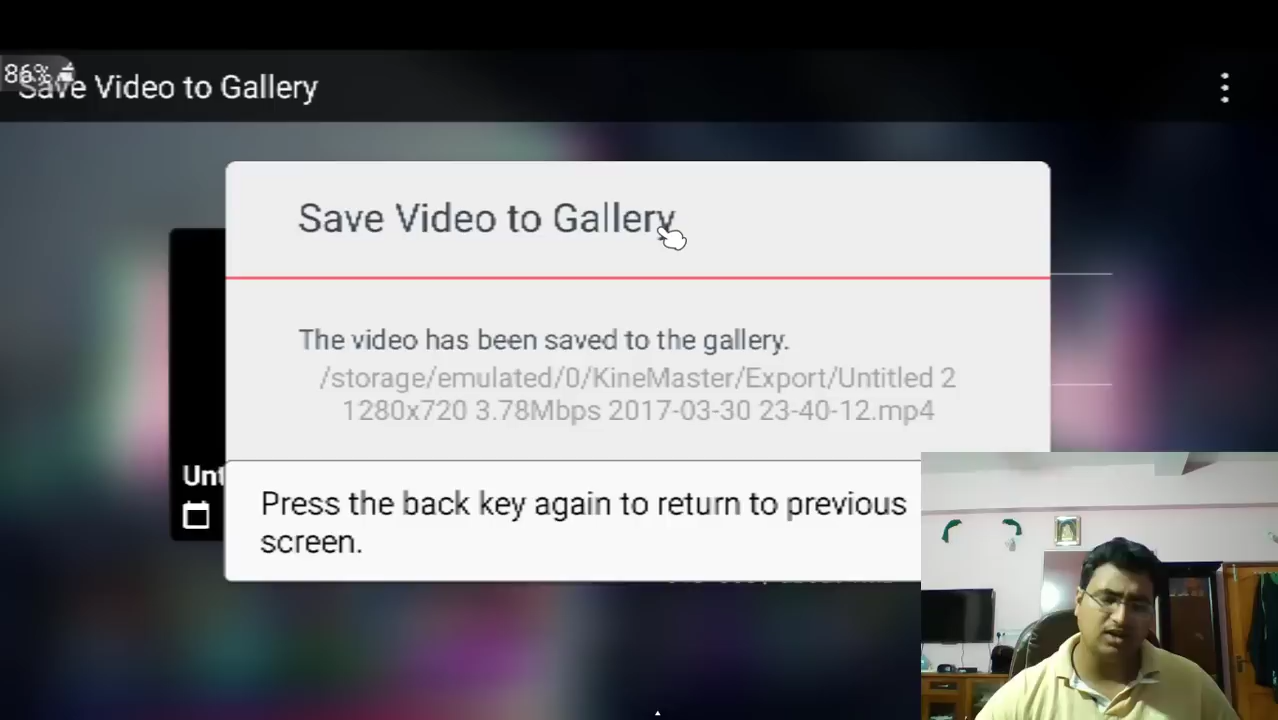 86%
Save Video to Gallery
Save Video to Gallery
The video has been saved to the gallery.
/storage/emulated/0/KineMaster/Export/Untitled 2
1280x720 3.78Mbps 2017-03-30 23-40-12.mp4
Unt
Press the back key again to return to previous
screen.